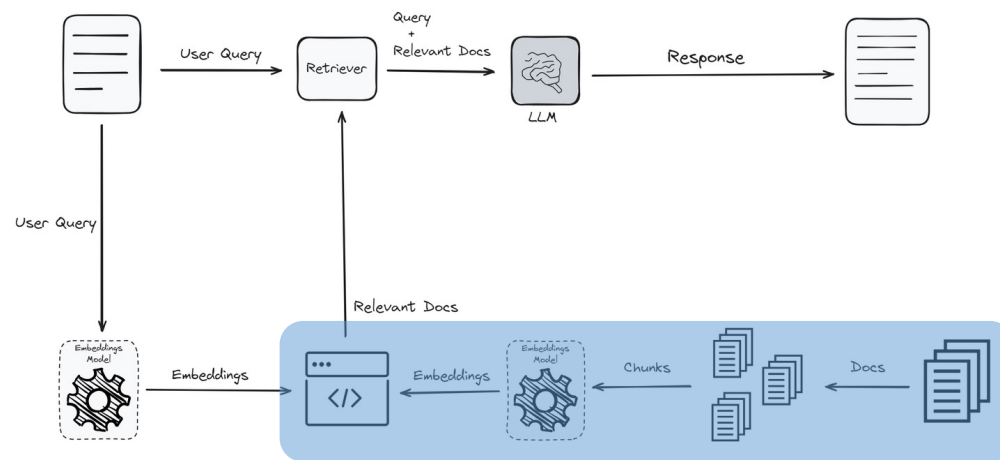 User Query
Retriever
Query
+
Relevant Docs
LLM
Response
User Query
Relevant Docs
Embeddings
Model
Embeddings
</>
Embeddings
Embeddings
Model
Chunks
Docs